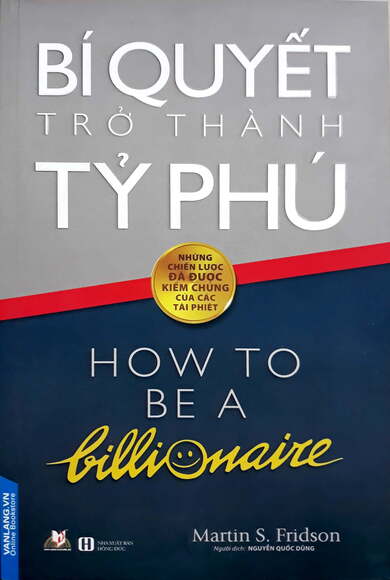 BÍ QUYẾT
TRỞ THÀNH
TỶ PHÚ
NHỮNG
CHIẾN LƯỢC
ĐÃ ĐƯỢC
KIỂM CHỨNG
CỦA CÁC
TÀI PHIỆT
HOW TO
BE A
billionaire
VANLANG.VN
Online Bookstore
NHÀ XUẤT BẢN
HỒNG ĐỨC
Martin S. Fridson
Người dịch: NGUYỄN QUỐC DŨNG